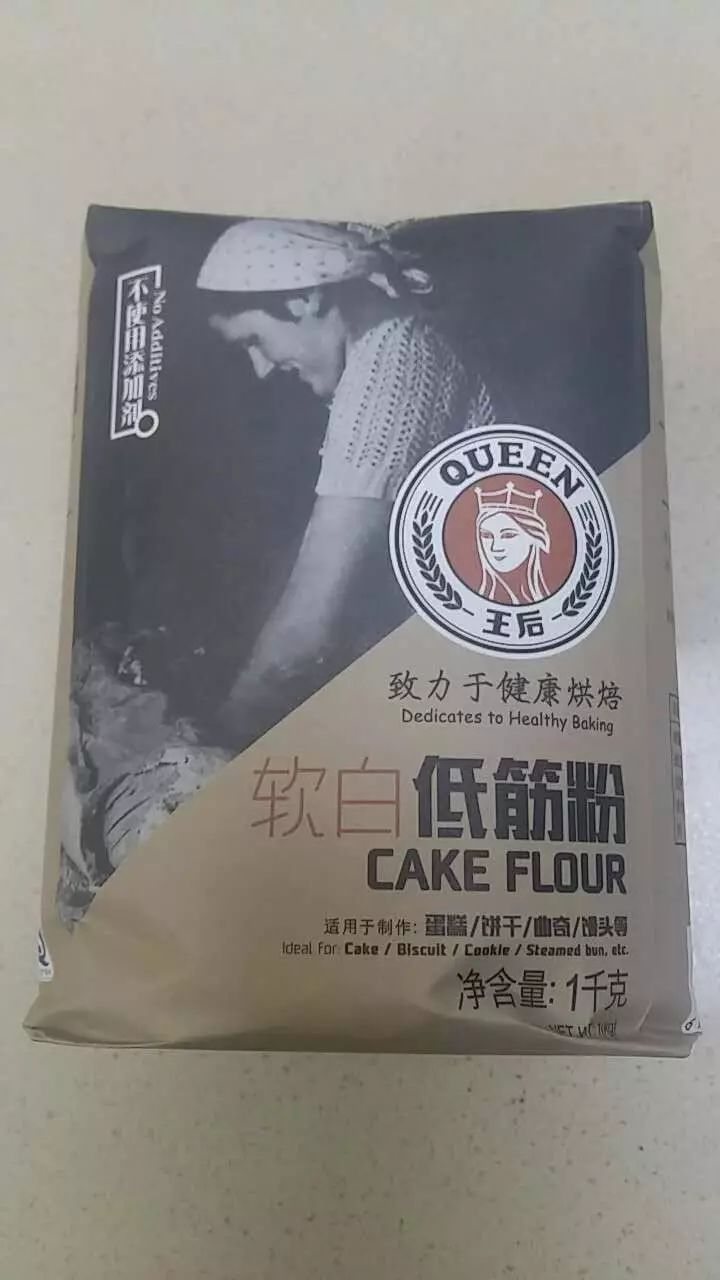 不使用添加剂
No Additives
QUEEN
王后
致力于健康烘焙
Dedicates to Healthy Baking
软白低筋粉
CAKE FLOUR
适用于制作：蛋糕/饼干/曲奇/馒头等
Ideal For: Cake / Biscuit / Cookie / Steamed bun, etc.
净含量：1千克